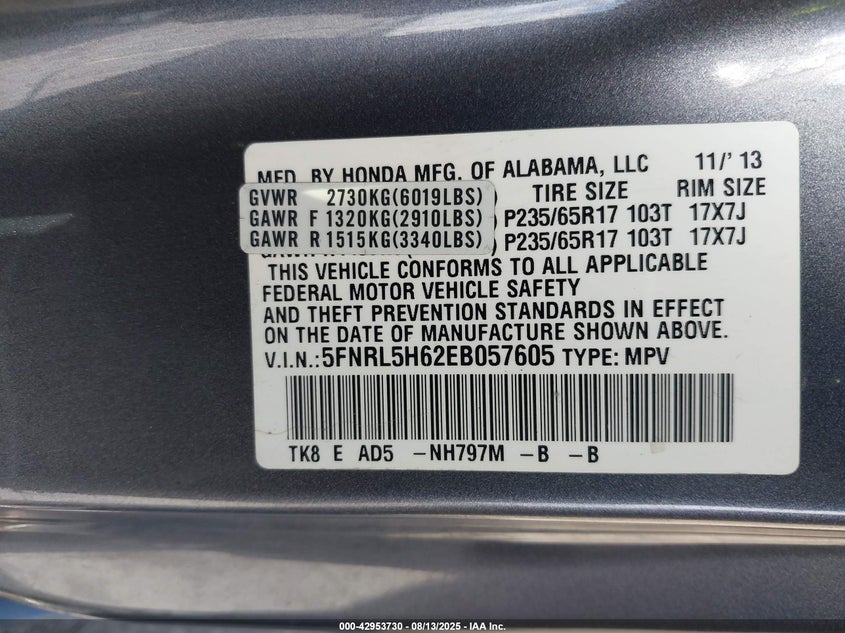 MFD. BY HONDA MFG. OF ALABAMA, LLC 11/'13
GVWR 2730KG(6019LBS) TIRE SIZE RIM SIZE
GAWR F 1320KG(2910LBS) P235/65R17 103T 17X7J
GAWR R 1515KG(3340LBS) P235/65R17 103T 17X7J
THIS VEHICLE CONFORMS TO ALL APPLICABLE
FEDERAL MOTOR VEHICLE SAFETY
AND THEFT PREVENTION STANDARDS IN EFFECT
ON THE DATE OF MANUFACTURE SHOWN ABOVE.
V.I.N.:5FNRL5H62EB057605 TYPE: MPV
TK8 E AD5 -NH797M -B -B
000-42953730 - 08/13/2025 - IAA Inc.